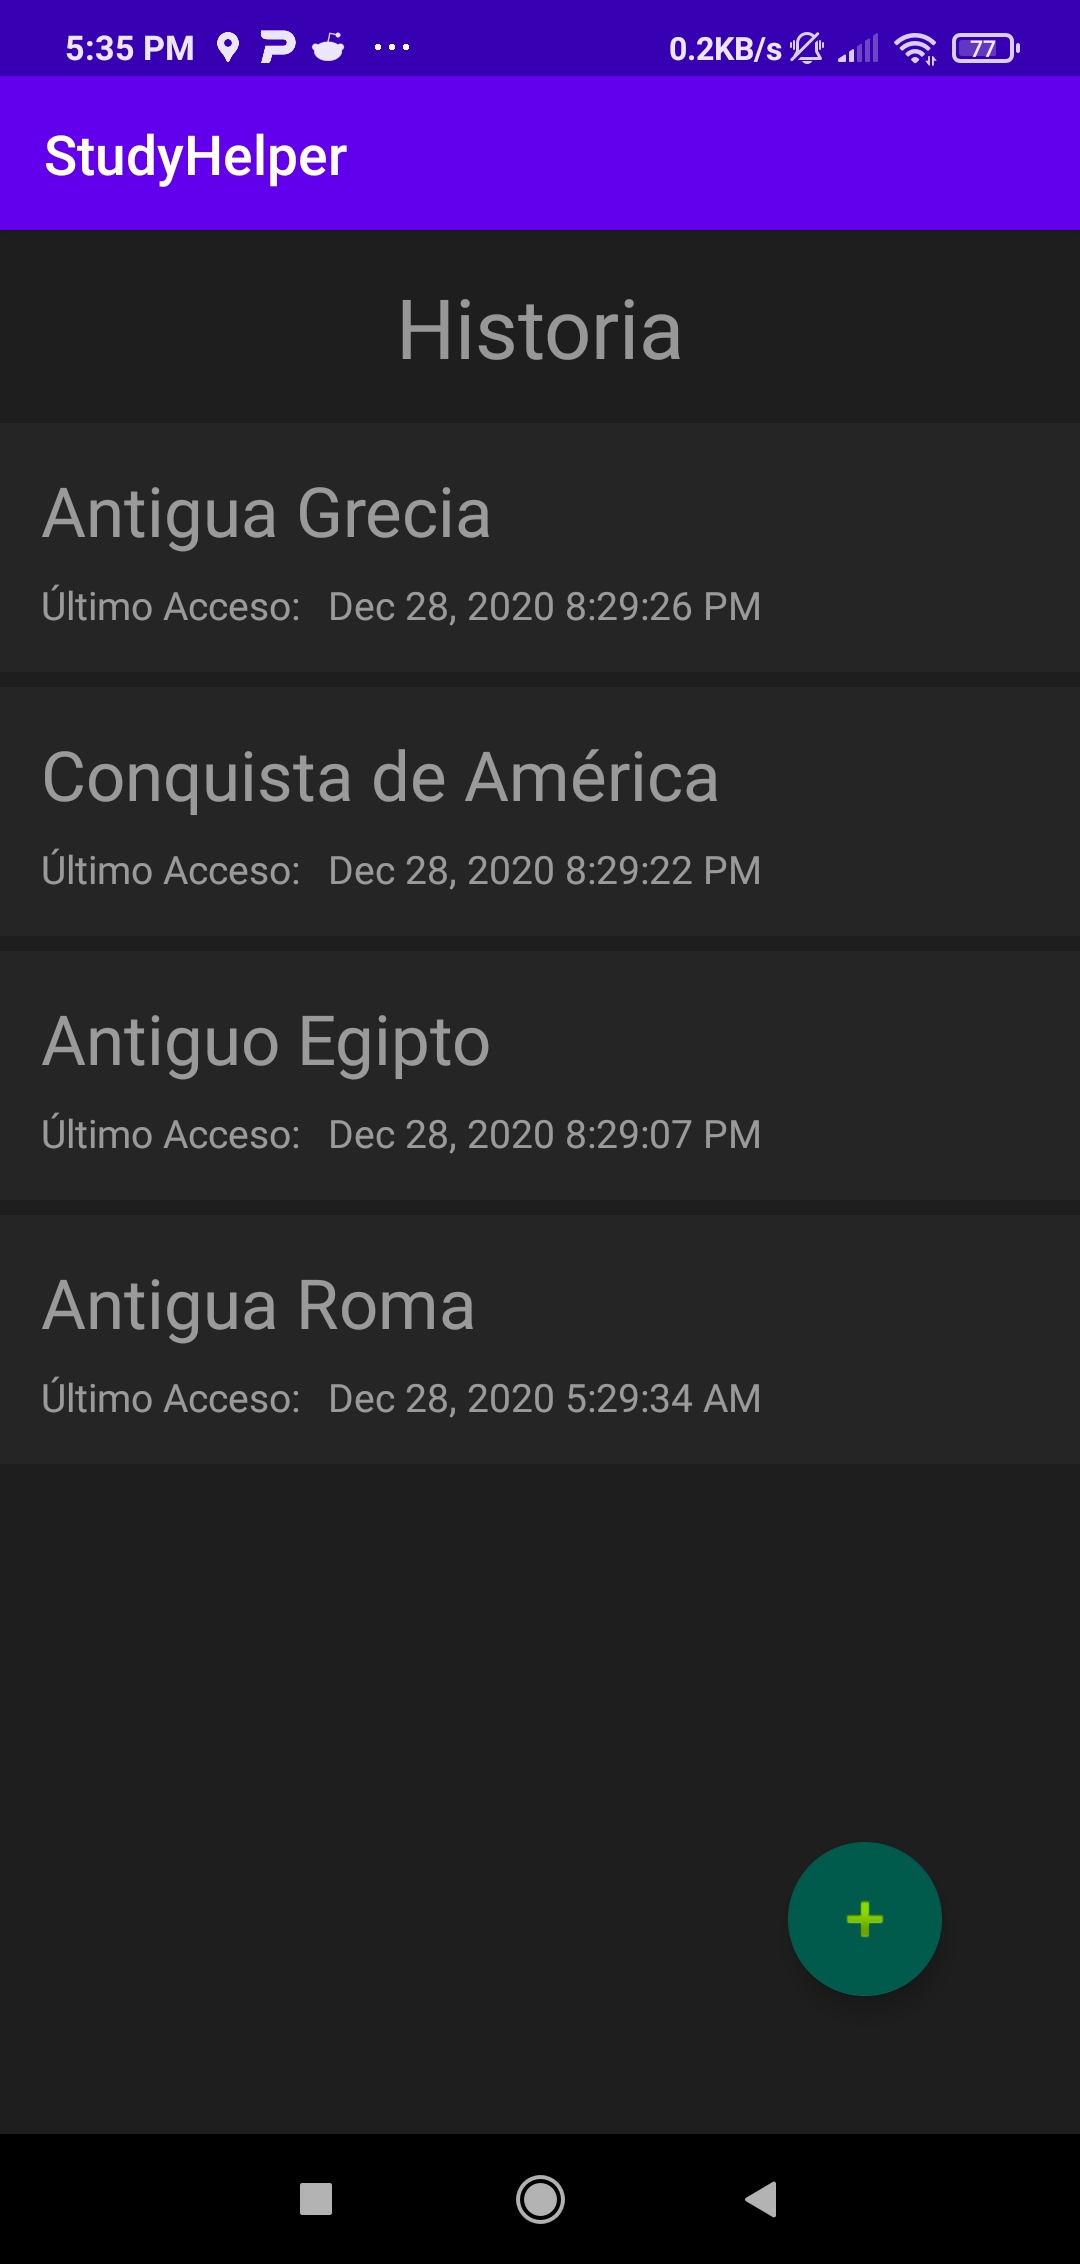 5:35 PM 0.2KB/s 77
StudyHelper
Historia
Antigua Grecia
Último Acceso: Dec 28, 2020 8:29:26 PM
Conquista de América
Último Acceso: Dec 28, 2020 8:29:22 PM
Antiguo Egipto
Último Acceso: Dec 28, 2020 8:29:07 PM
Antigua Roma
Último Acceso: Dec 28, 2020 5:29:34 AM